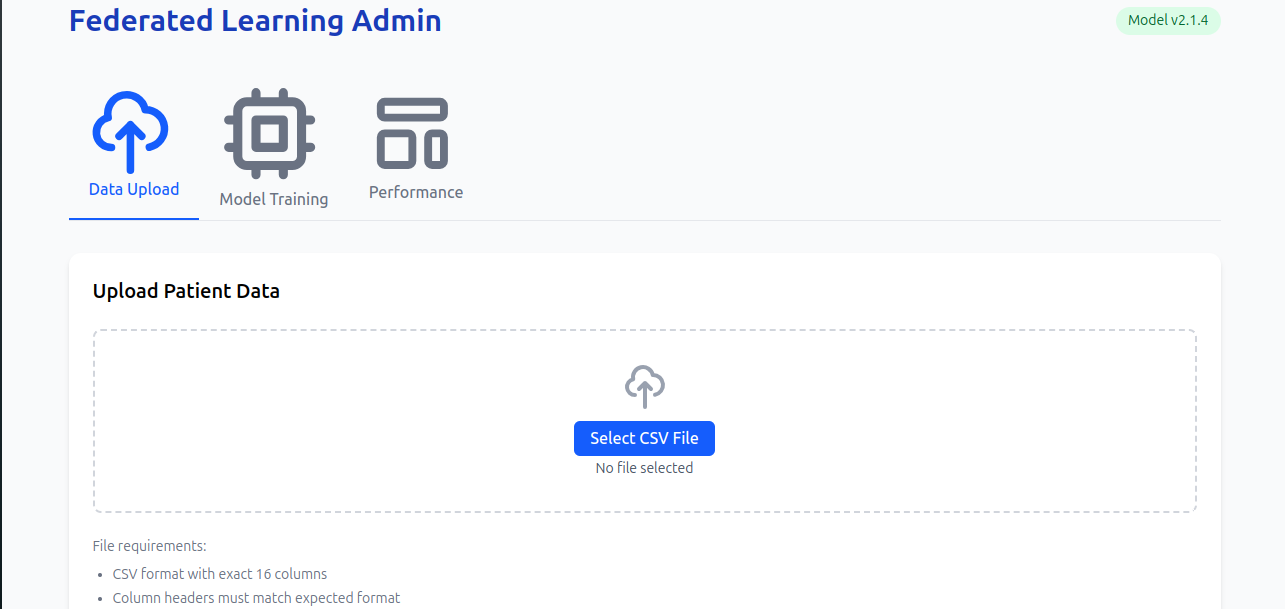 Federated Learning Admin
Model v2.1.4
Data Upload
Model Training
Performance
Upload Patient Data
Select CSV File
No file selected
File requirements:
• CSV format with exact 16 columns
• Column headers must match expected format